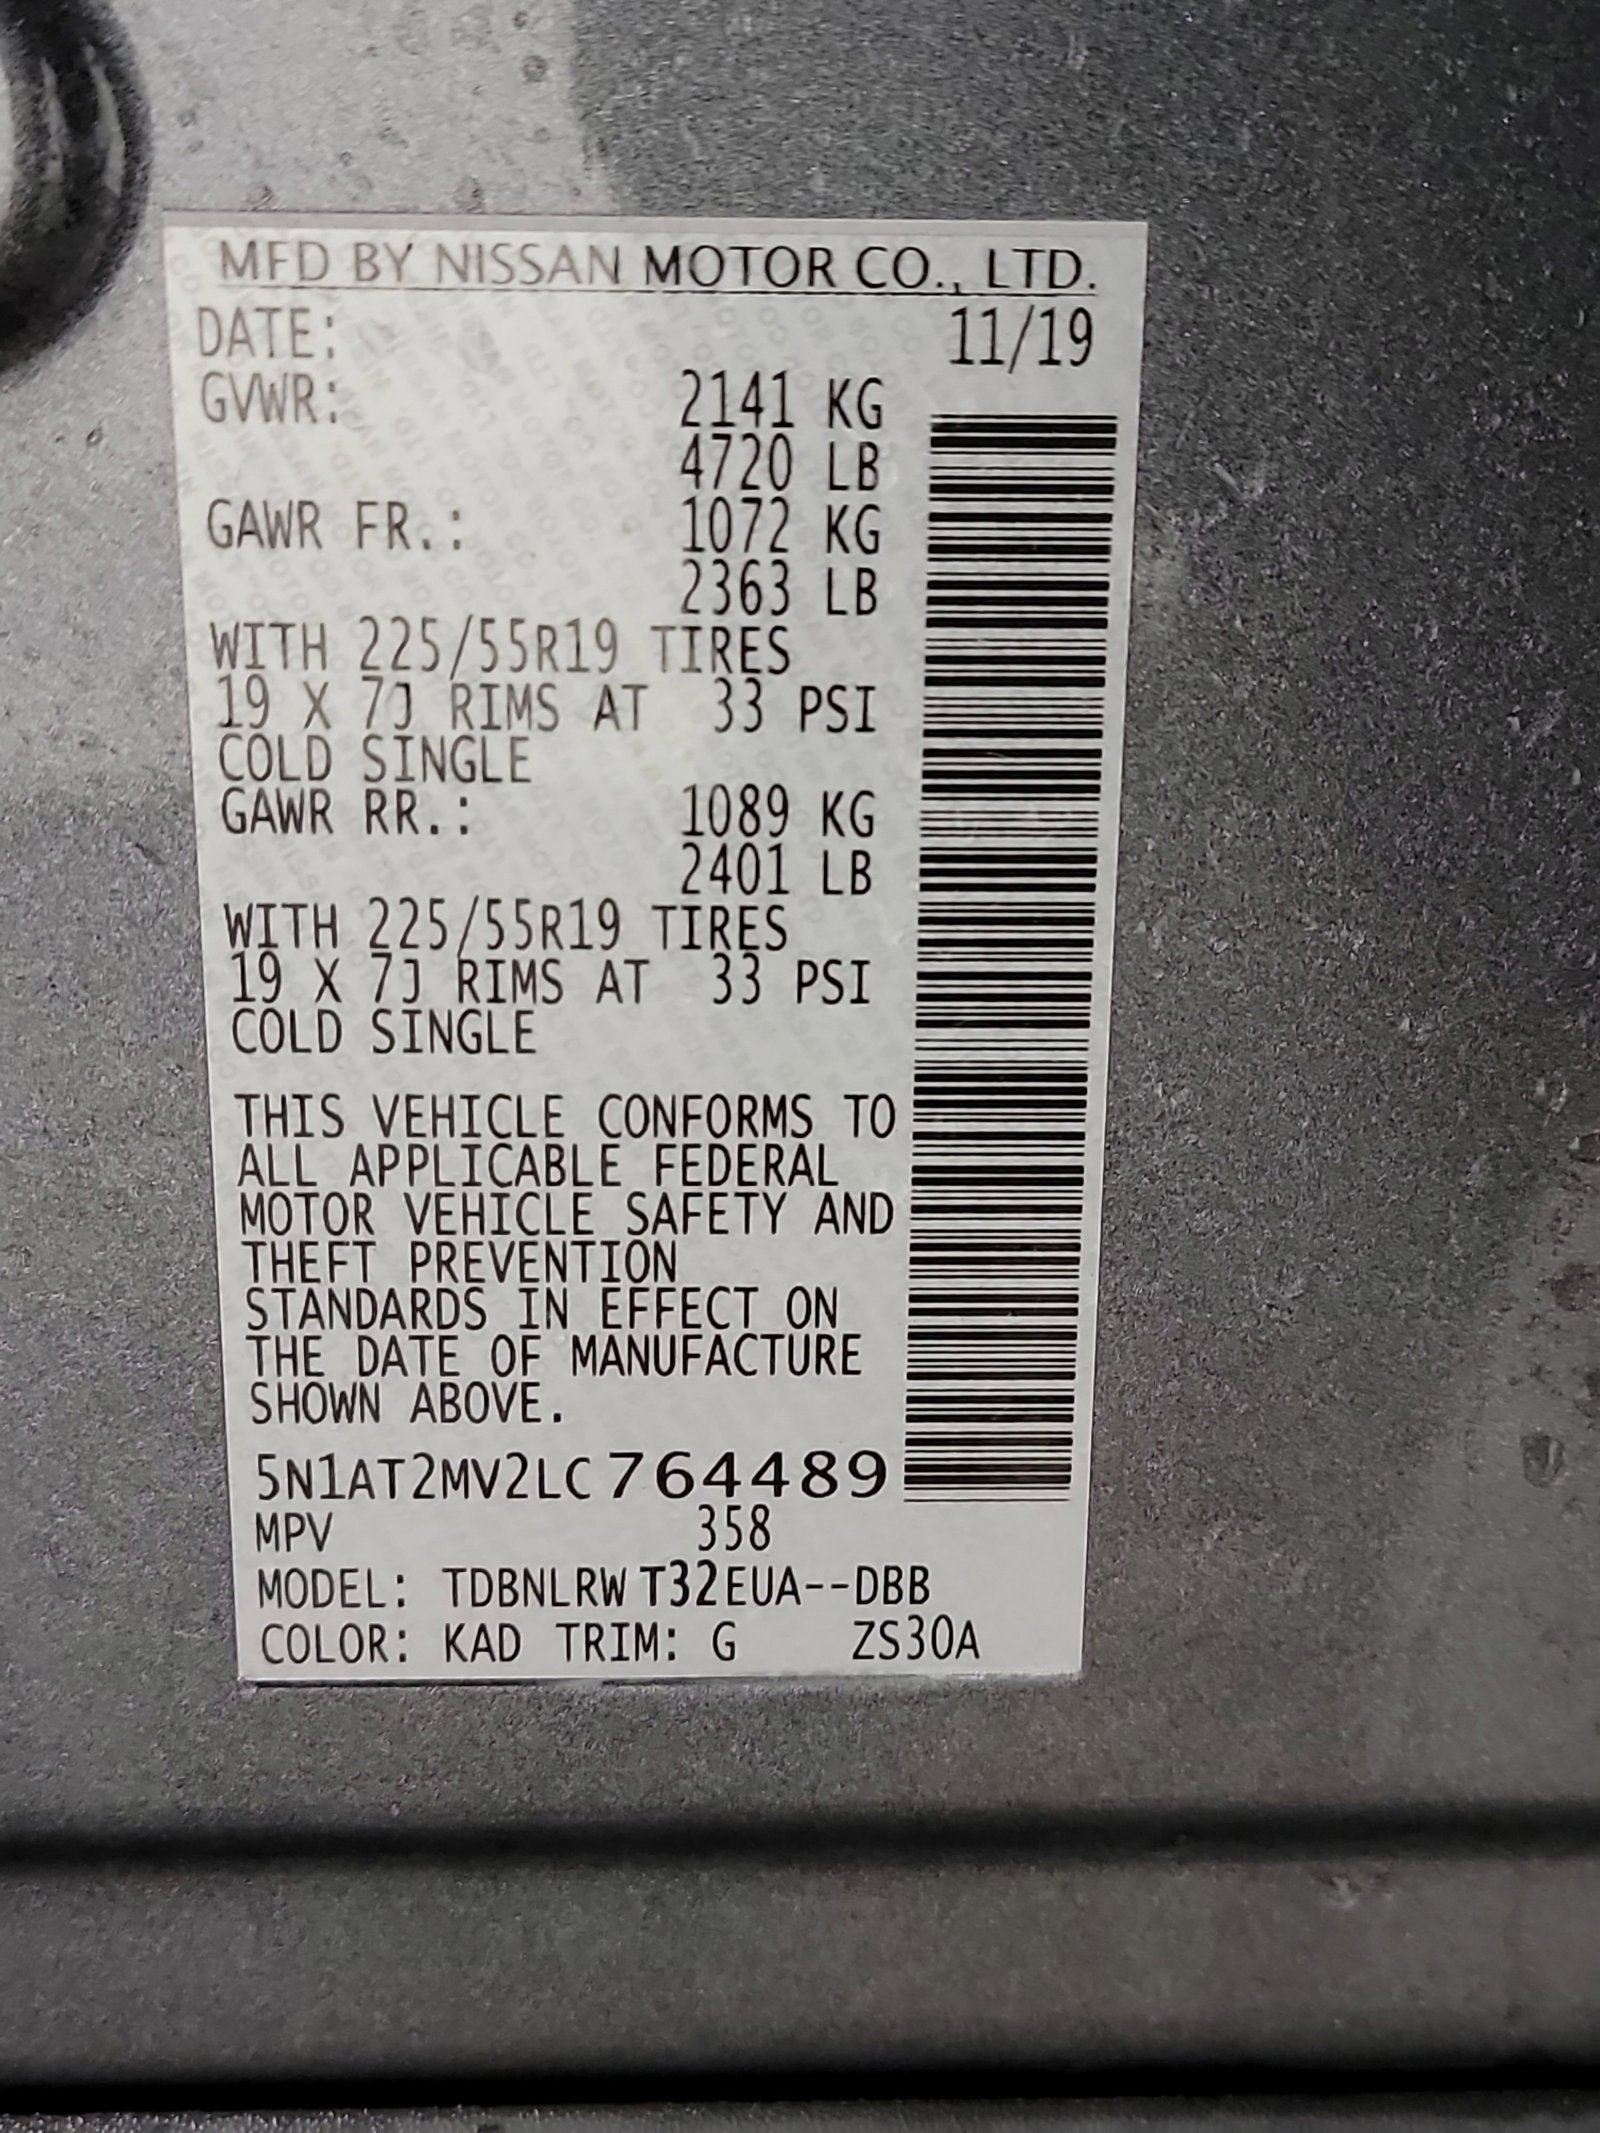 MFD BY NISSAN MOTOR CO., LTD.
DATE: 11/19
GVWR: 2141 KG
4720 LB
GAWR FR.: 1072 KG
2363 LB
WITH 225/55R19 TIRES
19 X 7J RIMS AT 33 PSI
COLD SINGLE
GAWR RR.: 1089 KG
2401 LB
WITH 225/55R19 TIRES
19 X 7J RIMS AT 33 PSI
COLD SINGLE
THIS VEHICLE CONFORMS TO
ALL APPLICABLE FEDERAL
MOTOR VEHICLE SAFETY AND
THEFT PREVENTION
STANDARDS IN EFFECT ON
THE DATE OF MANUFACTURE
SHOWN ABOVE.
5N1AT2MV2LC764489
MPV 358
MODEL: TDBNLRW T32EUA--DBB
COLOR: KAD TRIM: G ZS30A